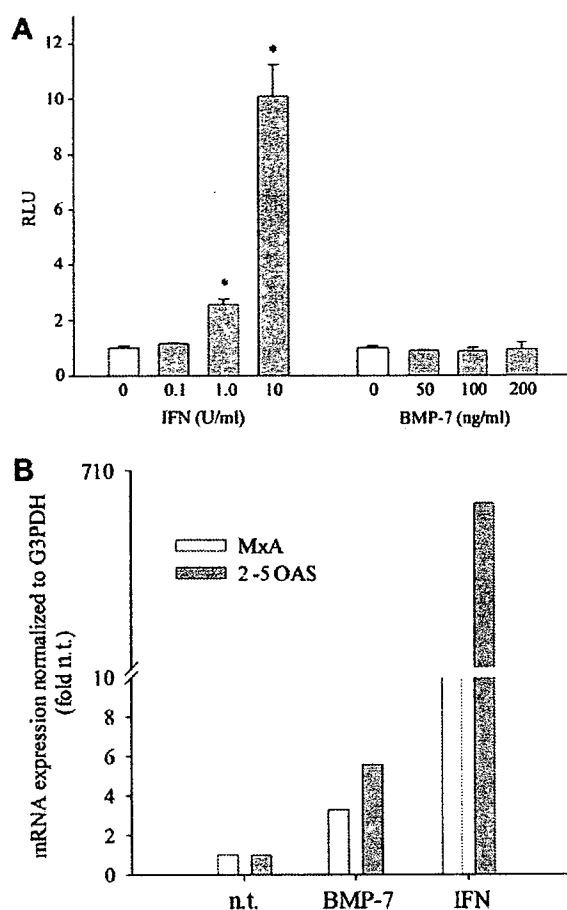 A
12
10
8
6
4
2
0
RLU
*
*
0 0.1 1.0 10 0 50 100 200
IFN (U/ml) BMP-7 (ng/ml)
B
710
10
8
6
4
2
0
mRNA expression normalized to G3PDH
(fold n.t.)
MxA
2-5OAS
n.t. BMP-7 IFN